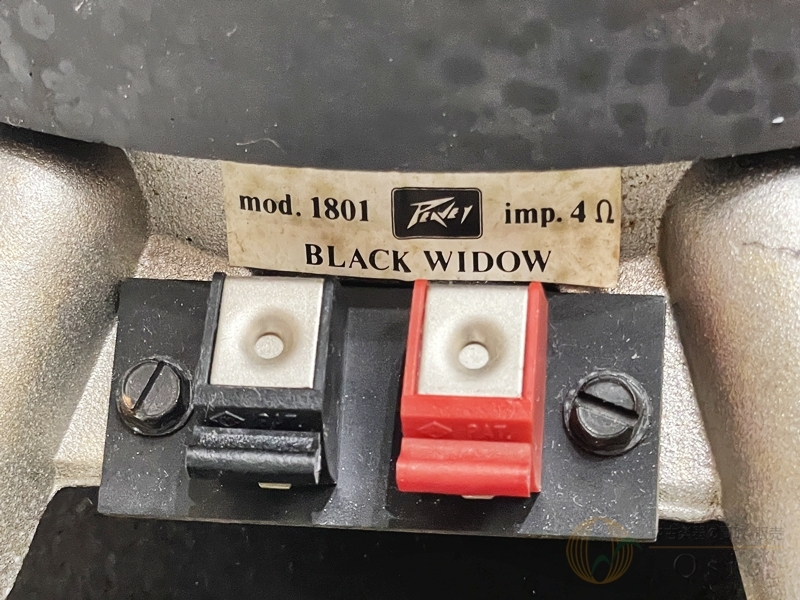 mod. 1801 PEAVEY imp. 4 Ω
BLACK WIDOW